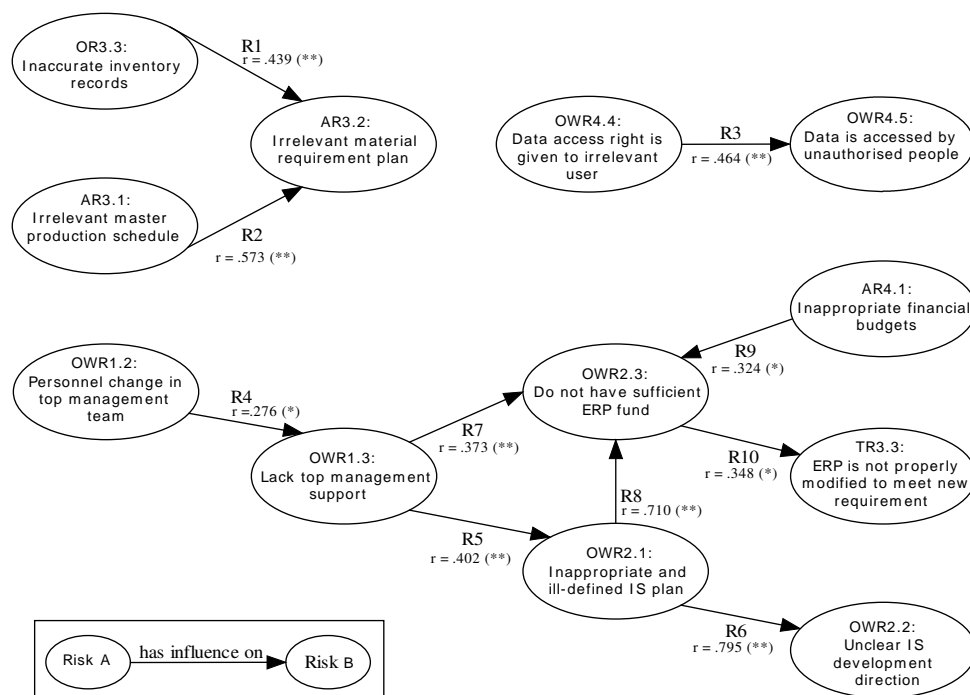 OR3.3:
Inaccurate inventory
records
R1
r = .439 (**)
AR3.2:
Irrelevant material
requirement plan
AR3.1:
Irrelevant master
production schedule
R2
r = .573 (**)
OWR4.4:
Data access right is
given to irrelevant
user
R3
r = .464 (**)
OWR4.5:
Data is accessed by
unauthorised people
AR4.1:
Inappropriate financial
budgets
R9
r = .324 (*)
OWR1.2:
Personnel change in
top management
team
R4
r =.276 (*)
OWR1.3:
Lack top management
support
R7
r = .373 (**)
OWR2.3:
Do not have sufficient
ERP fund
R10
r = .348 (*)
TR3.3:
ERP is not properly
modified to meet new
requirement
R8
r = .710 (**)
R5
r = .402 (**)
OWR2.1:
Inappropriate and
ill-defined IS plan
R6
r = .795 (**)
OWR2.2:
Unclear IS
development
direction
Risk A
has influence on
Risk B